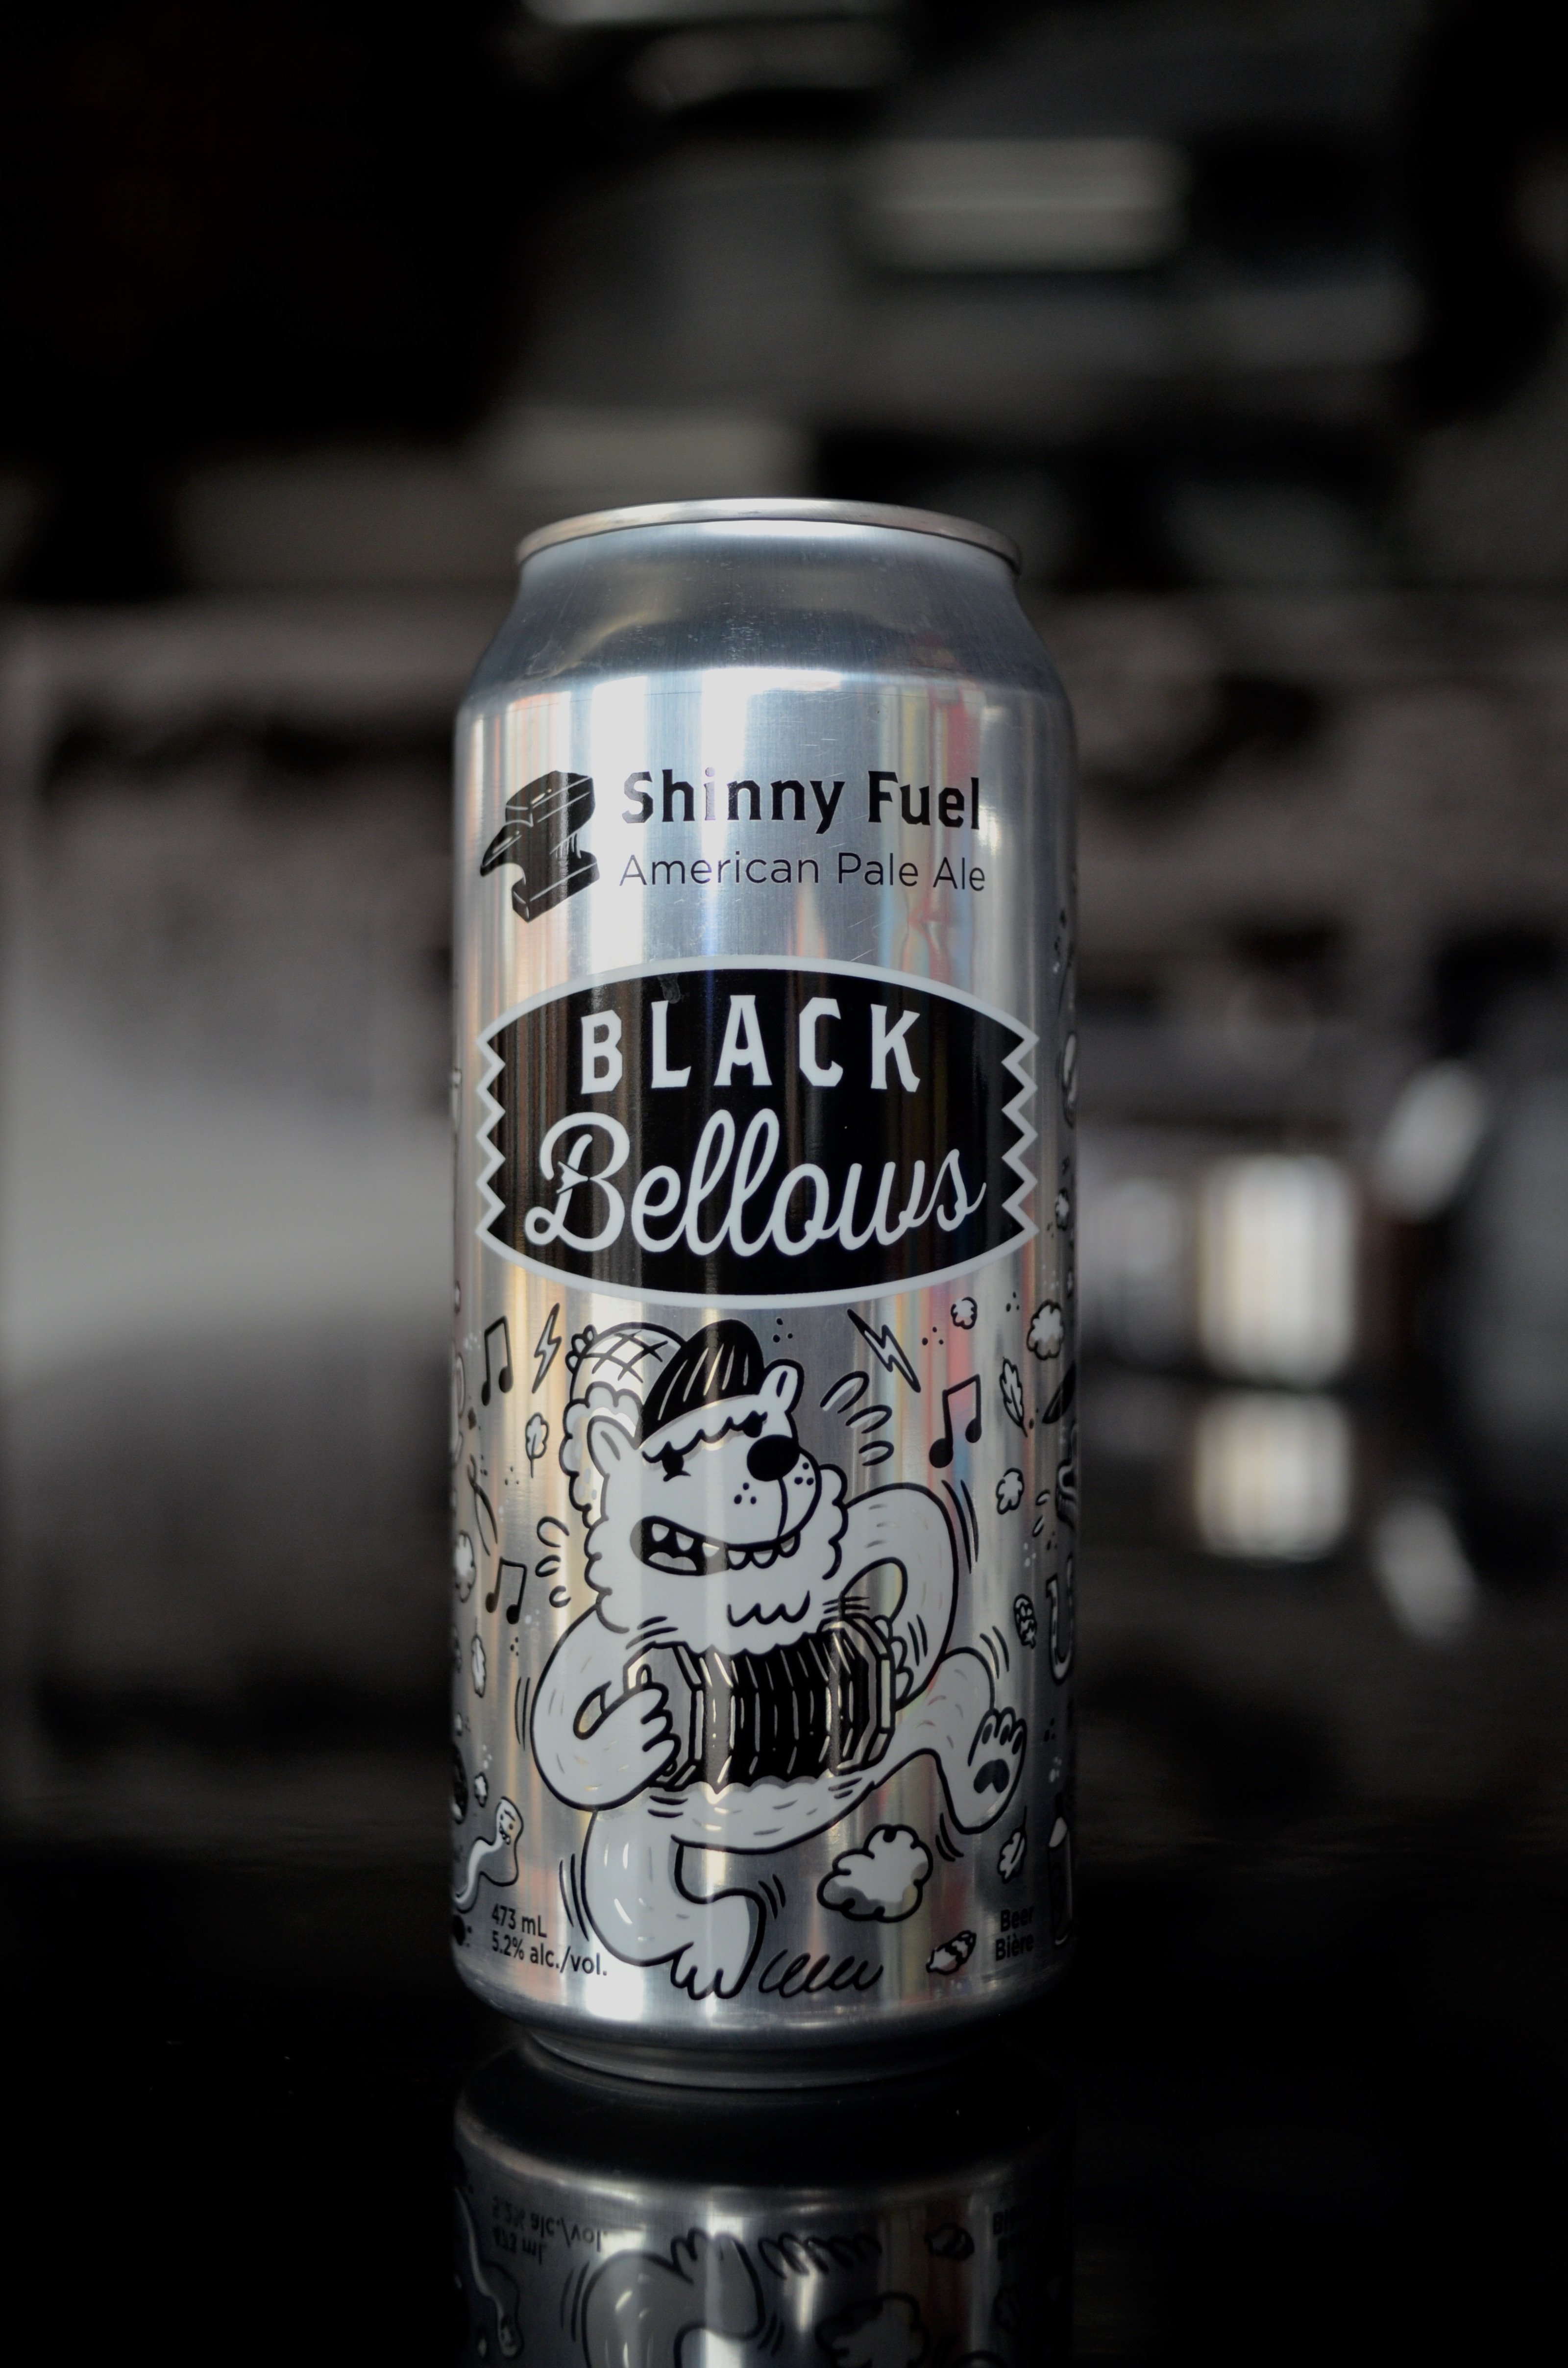 Shinny Fuel
American Pale Ale
BLACK
Bellows
473 mL
5.2% alc./vol.
Beer
Bière